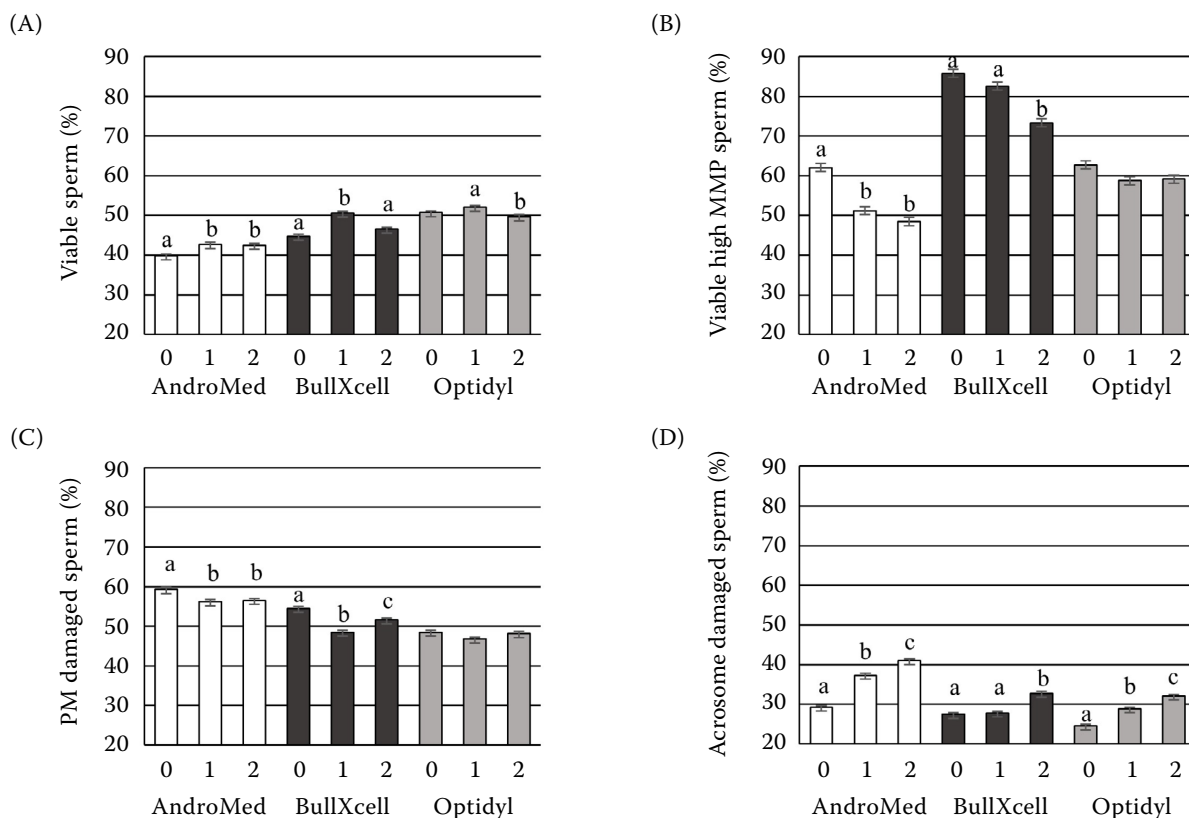 (A)
Viable sperm (%)
90
80
70
60
50
40
30
20
a b b a b a a b
0 1 2 0 1 2 0 1 2
AndroMed BullXcell Optidyl
(B)
Viable high MMP sperm (%)
90
80
70
60
50
40
30
20
a b b a a b
0 1 2 0 1 2 0 1 2
AndroMed BullXcell Optidyl
(C)
PM damaged sperm (%)
90
80
70
60
50
40
30
20
a b b a b c
0 1 2 0 1 2 0 1 2
AndroMed BullXcell Optidyl
(D)
Acrosome damaged sperm (%)
90
80
70
60
50
40
30
20
a b c a a b a b c
0 1 2 0 1 2 0 1 2
AndroMed BullXcell Optidyl